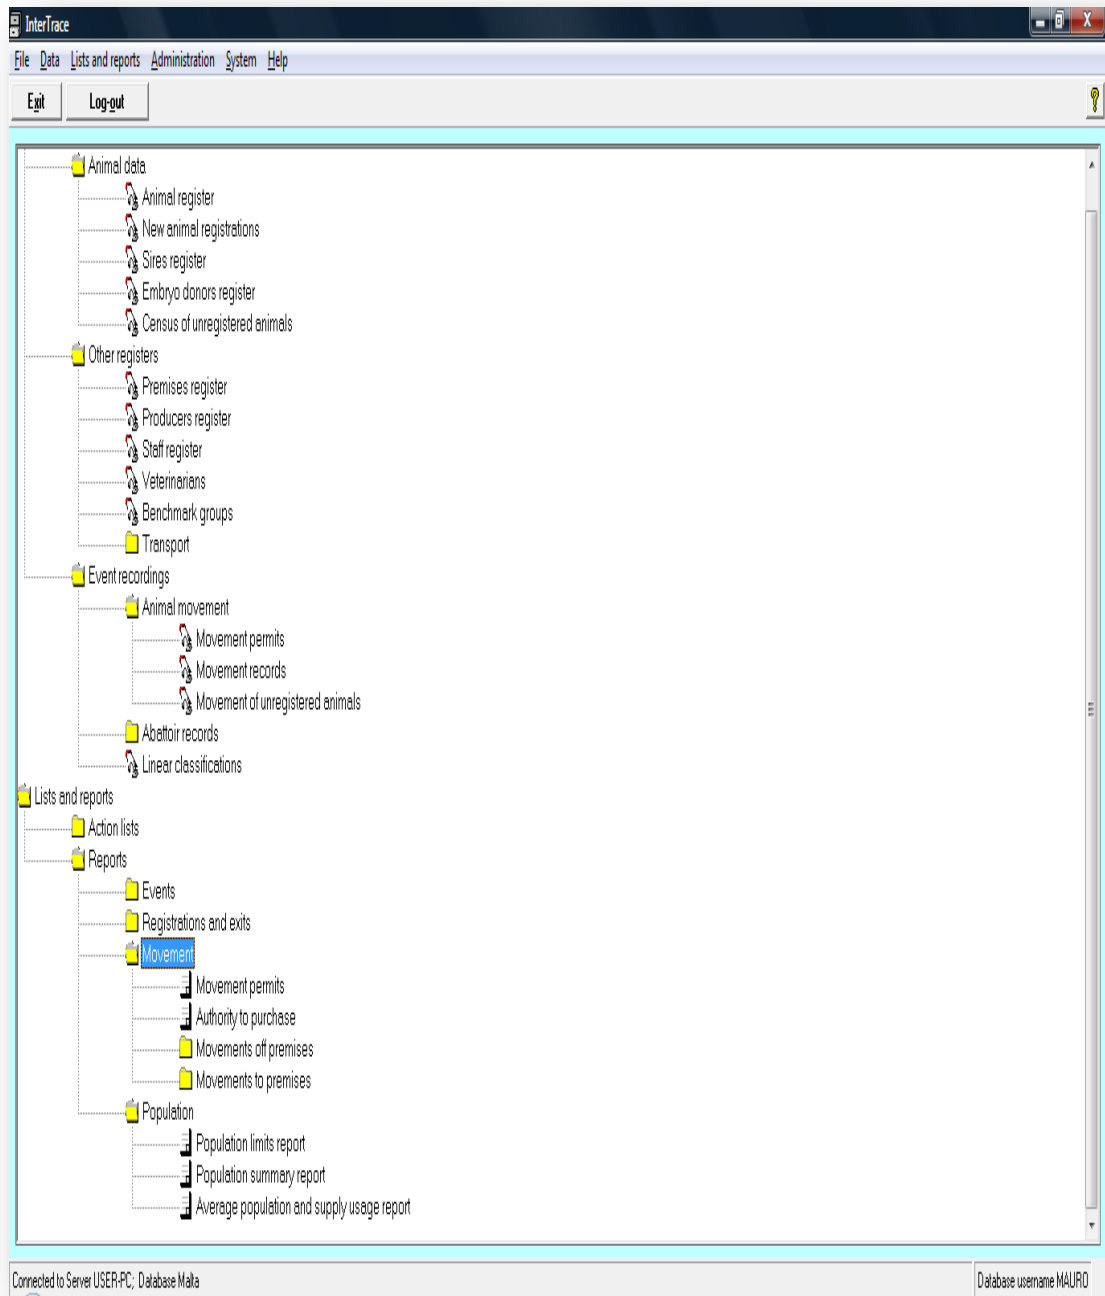 InterTrace
File Data Lists and reports Administration System Help
Exit Log-out
Animal data
Animal register
New animal registrations
Sires register
Embryo donors register
Census of unregistered animals
Other registers
Premises register
Producers register
Staff register
Veterinarians
Benchmark groups
Transport
Event recordings
Animal movement
Movement permits
Movement records
Movement of unregistered animals
Abattoir records
Linear classifications
Lists and reports
Action lists
Reports
Events
Registrations and exits
Movement
Movement permits
Authority to purchase
Movements off premises
Movements to premises
Population
Population limits report
Population summary report
Average population and supply usage report
Connected to Server USER-PC; Database Malta Database username MAURO